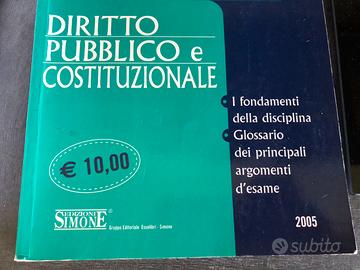 DIRITTO
PUBBLICO e
COSTITUZIONALE
I fondamenti
della disciplina
Glossario
dei principali
argomenti
d'esame
€ 10,00
EDIZIONI
SIMONE®
Gruppo Editoriale Esselibri - Simone
2005
subito